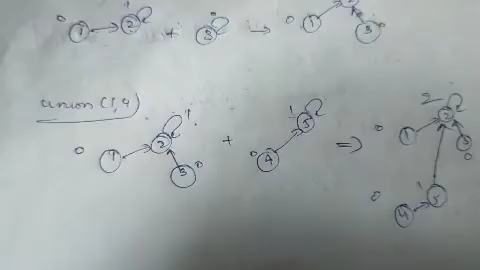 0 1 1 2 + 0 3 → 0 1 2 3
union (1,4)
0 1 2 1 3 0 + 0 4 1 5 ⇒ 0 1 2 2 3 0
0 4 1 5